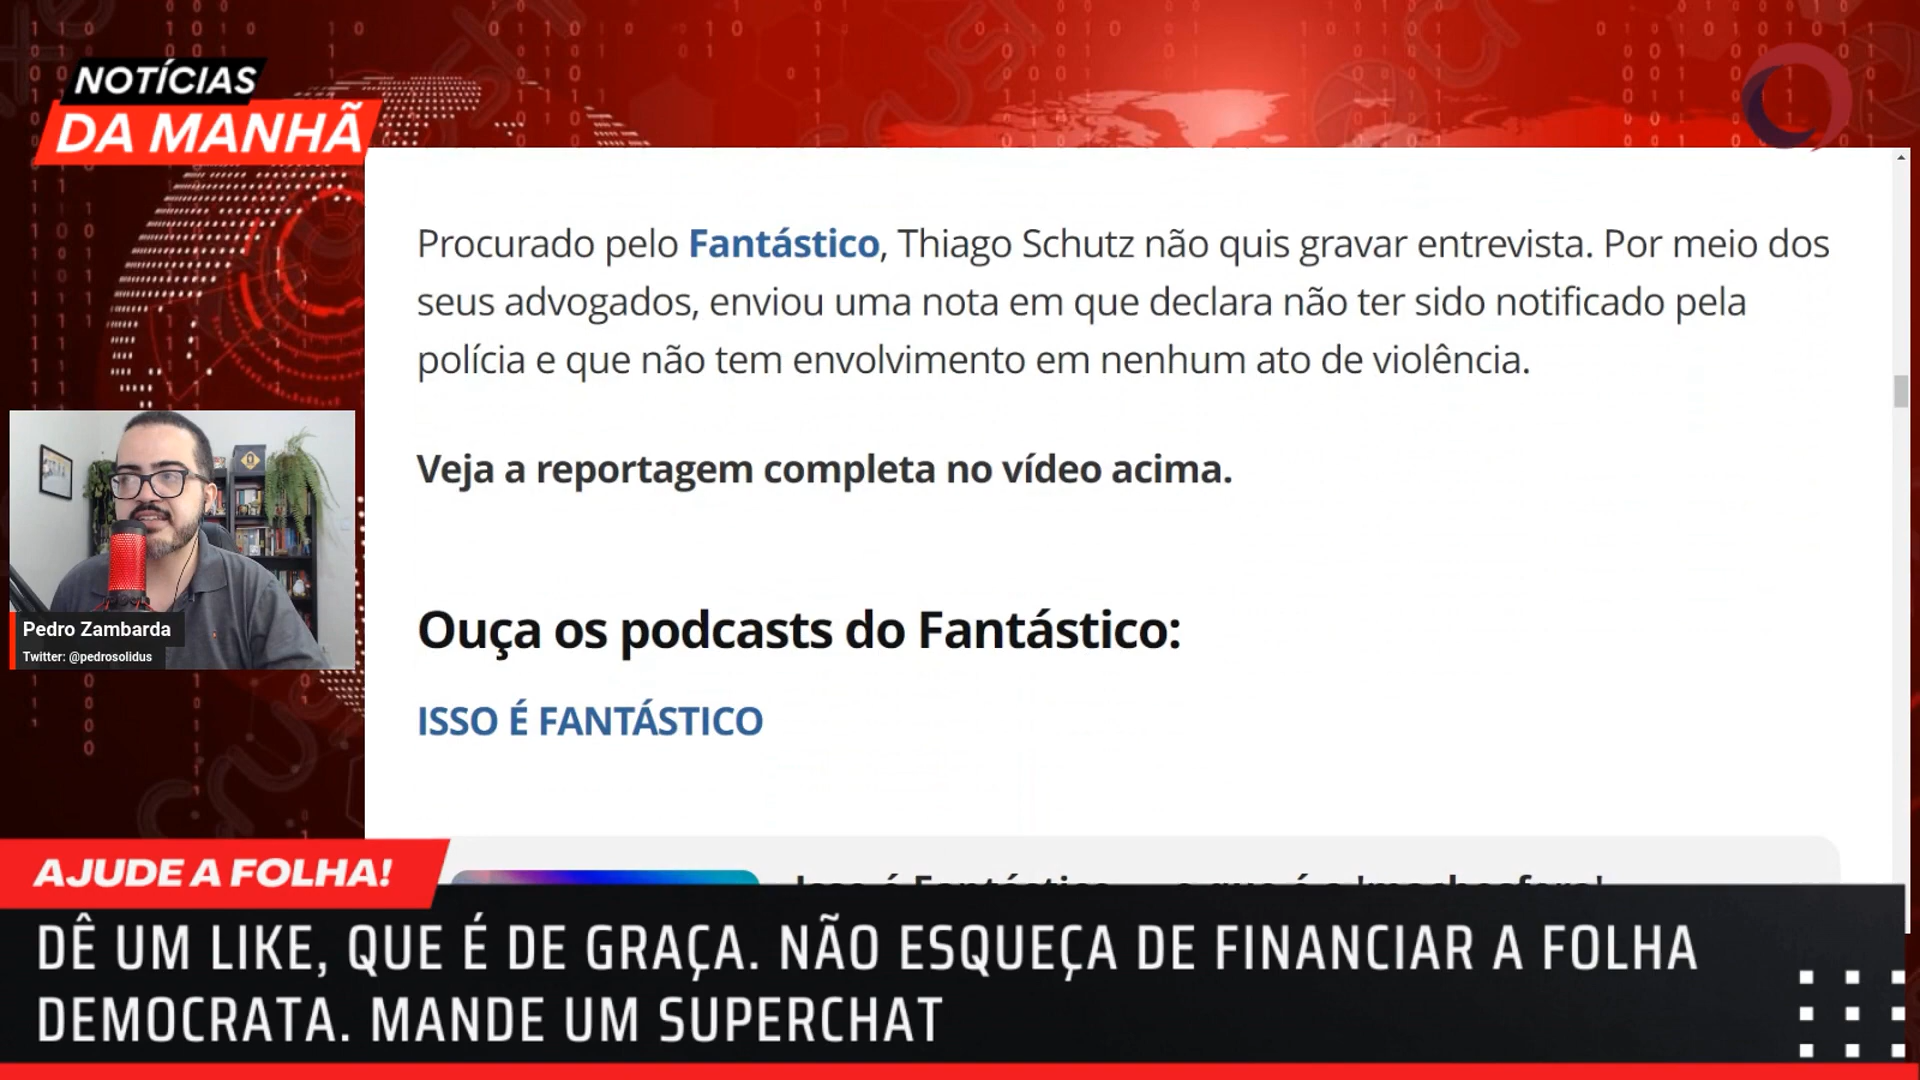 NOTÍCIAS
DA MANHÃ
Procurado pelo Fantástico, Thiago Schutz não quis gravar entrevista. Por meio dos
seus advogados, enviou uma nota em que declara não ter sido notificado pela
polícia e que não tem envolvimento em nenhum ato de violência.
Veja a reportagem completa no vídeo acima.
Ouça os podcasts do Fantástico:
ISSO É FANTÁSTICO
Pedro Zambarda
Twitter: @pedrosolidus
AJUDE A FOLHA!
DÊ UM LIKE, QUE É DE GRAÇA. NÃO ESQUEÇA DE FINANCIAR A FOLHA
DEMOCRATA. MANDE UM SUPERCHAT